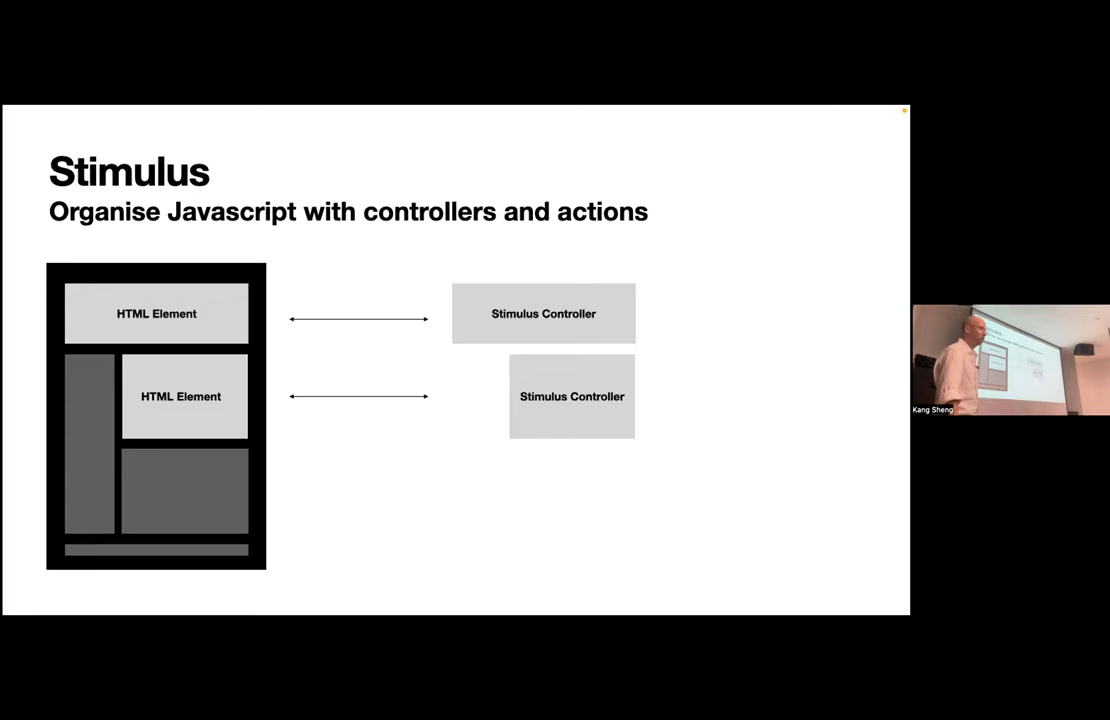 Stimulus
Organise Javascript with controllers and actions
HTML Element
Stimulus Controller
HTML Element
Stimulus Controller
Kang Sheng